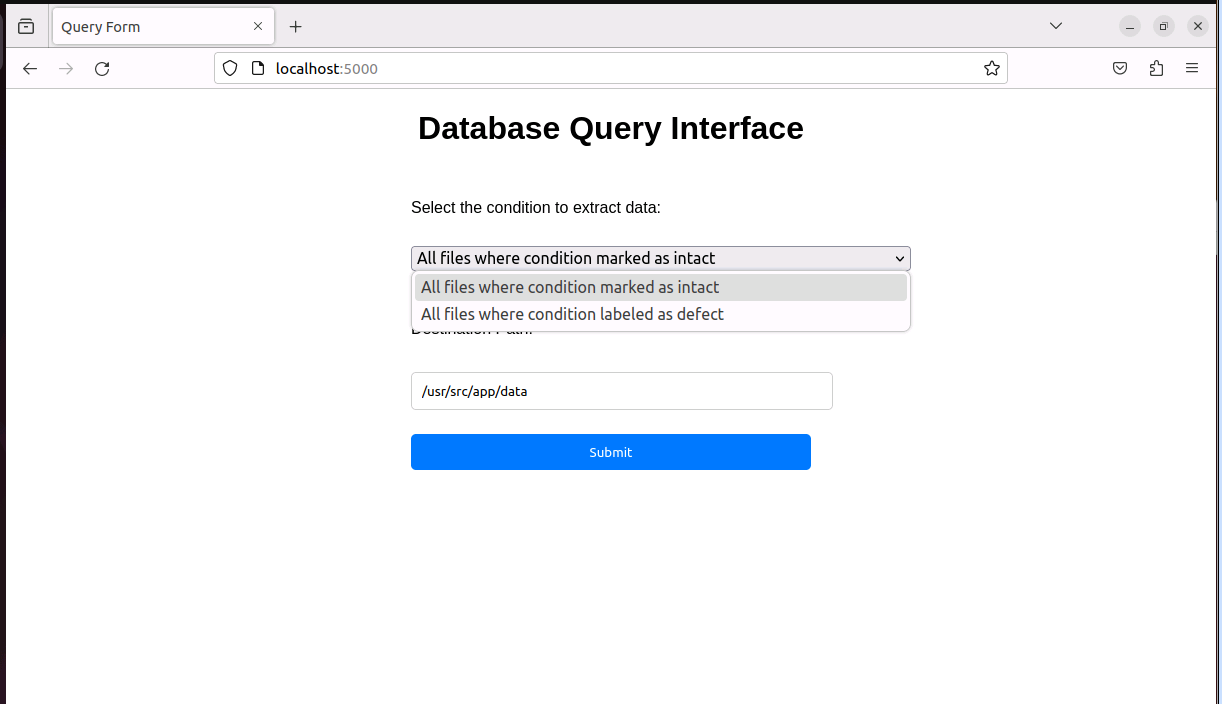 Query Form
localhost:5000
Database Query Interface
Select the condition to extract data:
All files where condition marked as intact
All files where condition marked as intact
All files where condition labeled as defect
Destination Path:
/usr/src/app/data
Submit